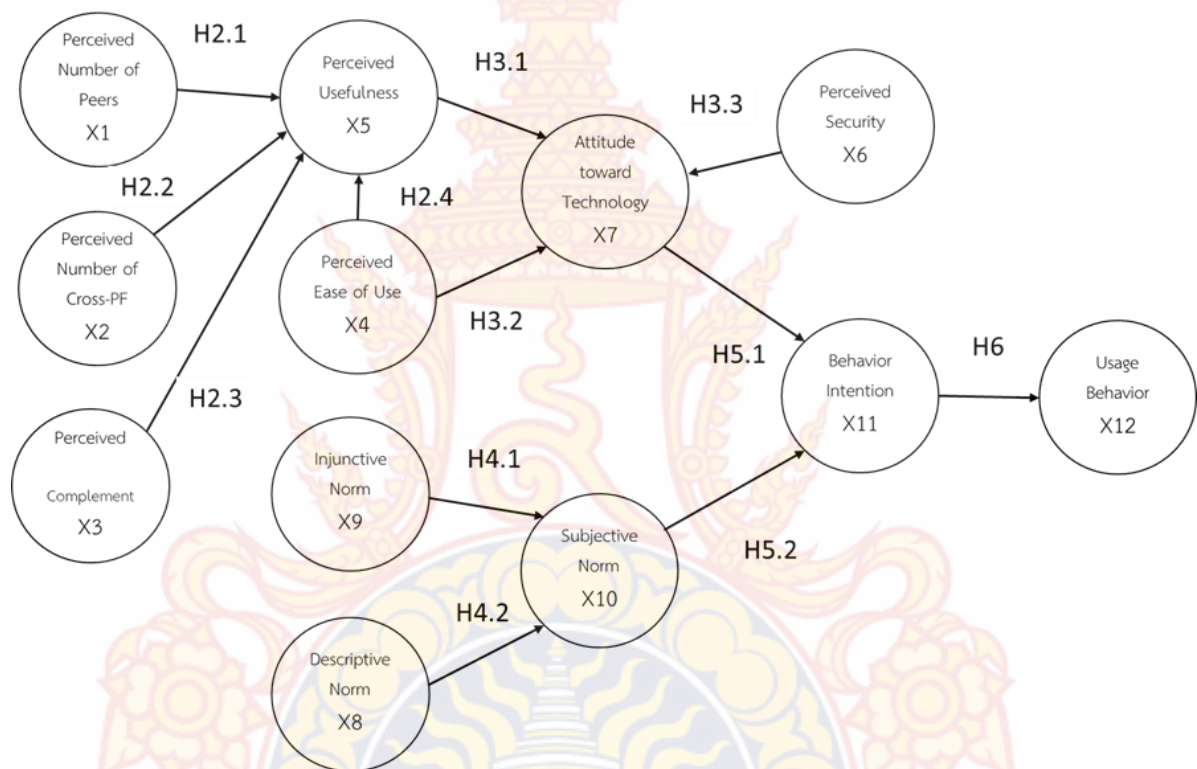 Perceived
Number of
Peers
X1
H2.1
Perceived
Usefulness
X5
H3.1
Perceived
Security
X6
H3.3
Attitude
toward
Technology
X7
H2.2
Perceived
Number of
Cross-PF
X2
H2.4
Perceived
Ease of Use
X4
H3.2
H2.3
Perceived
Complement
X3
H5.1
Behavior
Intention
X11
H6
Usage
Behavior
X12
Injunctive
Norm
X9
H4.1
Subjective
Norm
X10
H5.2
H4.2
Descriptive
Norm
X8